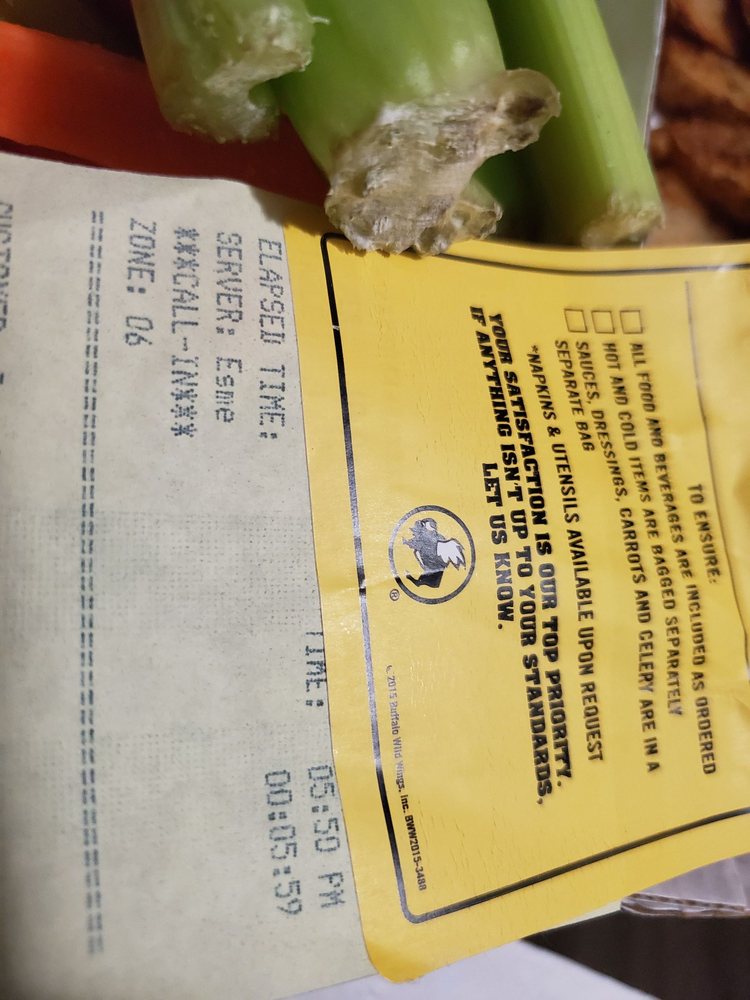 TO ENSURE:
ALL FOOD AND BEVERAGES ARE INCLUDED AS ORDERED
HOT AND COLD ITEMS ARE BAGGED SEPARATELY
SAUCES, DRESSINGS, CARROTS AND CELERY ARE IN A
SEPARATE BAG
*NAPKINS & UTENSILS AVAILABLE UPON REQUEST
YOUR SATISFACTION IS OUR TOP PRIORITY.
IF ANYTHING ISN'T UP TO YOUR STANDARDS,
LET US KNOW.
®
© 2015 Buffalo Wild Wings, Inc. BWW2015-3488
TIME: 05:50 PM
ELAPSED TIME: 00:05:59
SERVER: Esme
***CALL-IN***
ZONE: 06